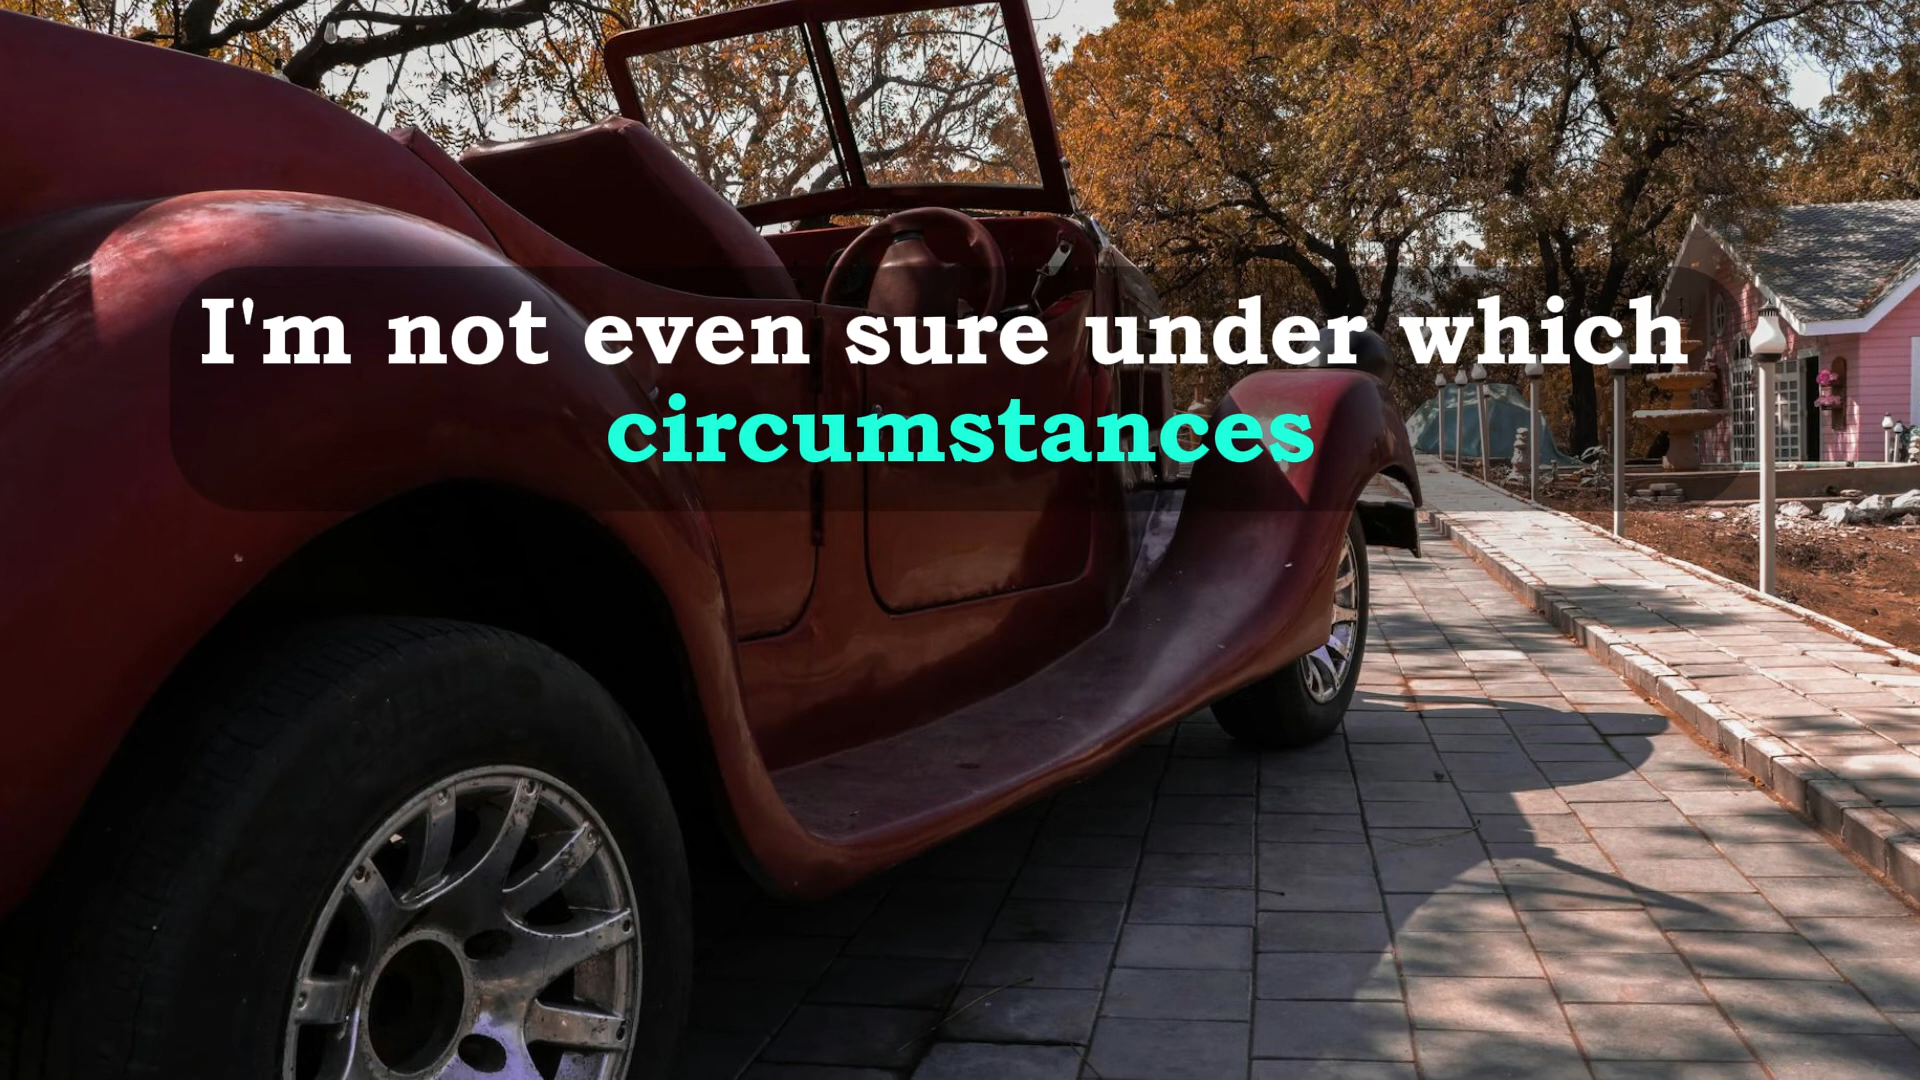 I'm not even sure under which
circumstances